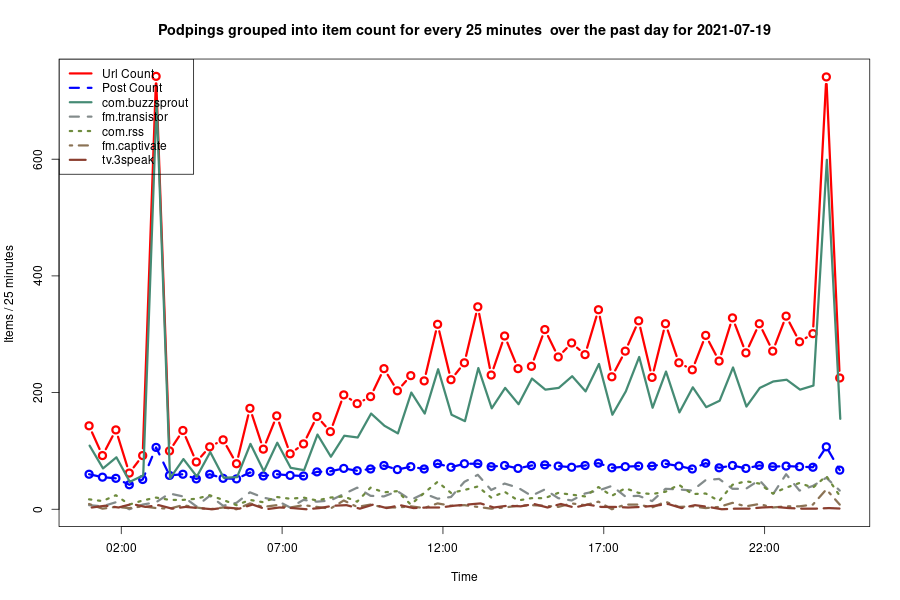 Podpings grouped into item count for every 25 minutes  over the past day for 2021-07-19
Url Count
Post Count
com.buzzsprout
fm.transistor
com.rss
fm.captivate
tv.3speak
Items / 25 minutes
600
400
200
0
02:00
07:00
12:00
17:00
22:00
Time